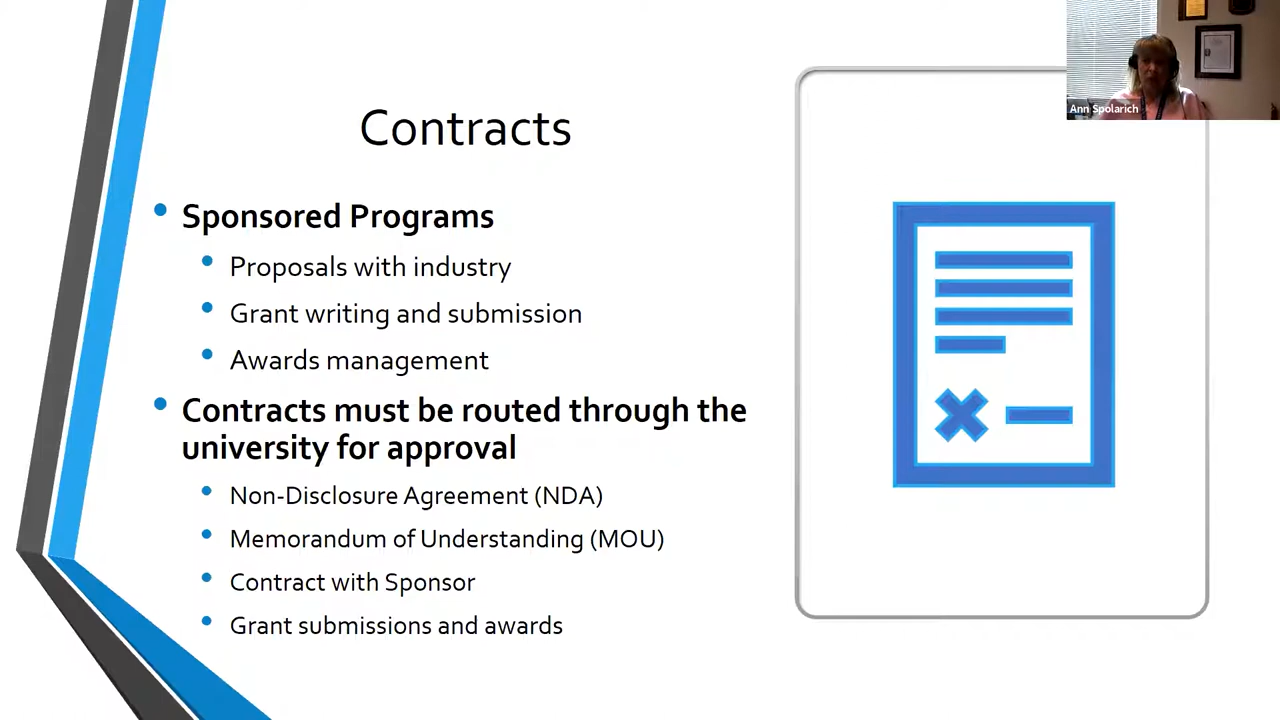 Contracts
Sponsored Programs
Proposals with industry
Grant writing and submission
Awards management
Contracts must be routed through the
university for approval
Non-Disclosure Agreement (NDA)
Memorandum of Understanding (MOU)
Contract with Sponsor
Grant submissions and awards
Ann Spolarich